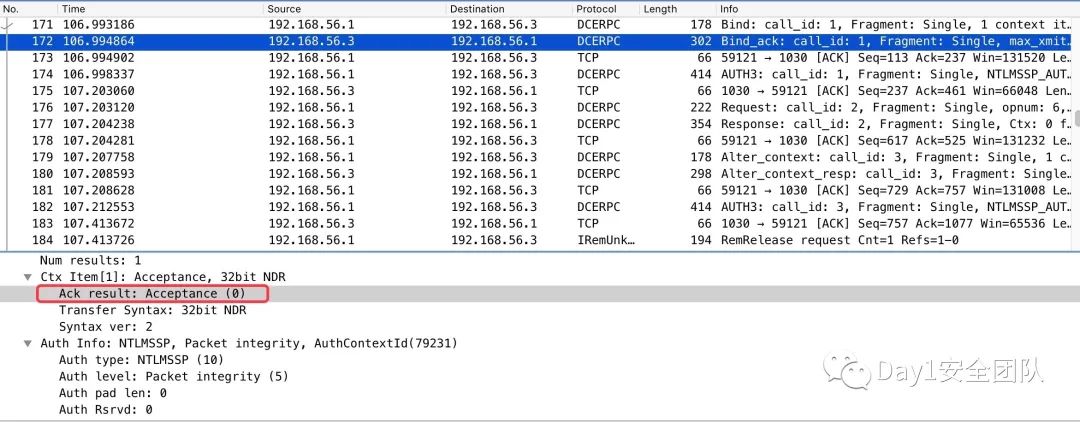 No. Time Source Destination Protocol Length Info
171 106.993186 192.168.56.1 192.168.56.3 DCERPC 178 Bind: call_id: 1, Fragment: Single, 1 context it…
172 106.994864 192.168.56.3 192.168.56.1 DCERPC 302 Bind_ack: call_id: 1, Fragment: Single, max_xmit…
173 106.994902 192.168.56.1 192.168.56.3 TCP 66 59121 → 1030 [ACK] Seq=113 Ack=237 Win=131520 Le…
174 106.998337 192.168.56.1 192.168.56.3 DCERPC 414 AUTH3: call_id: 1, Fragment: Single, NTLMSSP_AUT…
175 107.203060 192.168.56.3 192.168.56.1 TCP 66 1030 → 59121 [ACK] Seq=237 Ack=461 Win=66048 Len…
176 107.203120 192.168.56.1 192.168.56.3 DCERPC 222 Request: call_id: 2, Fragment: Single, opnum: 6,…
177 107.204238 192.168.56.3 192.168.56.1 DCERPC 354 Response: call_id: 2, Fragment: Single, Ctx: 0 f…
178 107.204281 192.168.56.1 192.168.56.3 TCP 66 59121 → 1030 [ACK] Seq=617 Ack=525 Win=131232 Le…
179 107.207758 192.168.56.1 192.168.56.3 DCERPC 178 Alter_context: call_id: 3, Fragment: Single, 1 c…
180 107.208593 192.168.56.3 192.168.56.1 DCERPC 298 Alter_context_resp: call_id: 3, Fragment: Single…
181 107.208628 192.168.56.1 192.168.56.3 TCP 66 59121 → 1030 [ACK] Seq=729 Ack=757 Win=131008 Le…
182 107.212553 192.168.56.1 192.168.56.3 DCERPC 414 AUTH3: call_id: 3, Fragment: Single, NTLMSSP_AUT…
183 107.413672 192.168.56.3 192.168.56.1 TCP 66 1030 → 59121 [ACK] Seq=757 Ack=1077 Win=65536 Le…
184 107.413726 192.168.56.1 192.168.56.3 IRemUnk… 194 RemRelease request Cnt=1 Refs=1-0
Num results: 1
Ctx Item[1]: Acceptance, 32bit NDR
Ack result: Acceptance (0)
Transfer Syntax: 32bit NDR
Syntax ver: 2
Auth Info: NTLMSSP, Packet integrity, AuthContextId(79231)
Auth type: NTLMSSP (10)
Auth level: Packet integrity (5)
Auth pad len: 0
Auth Rsrvd: 0
Day1安全团队